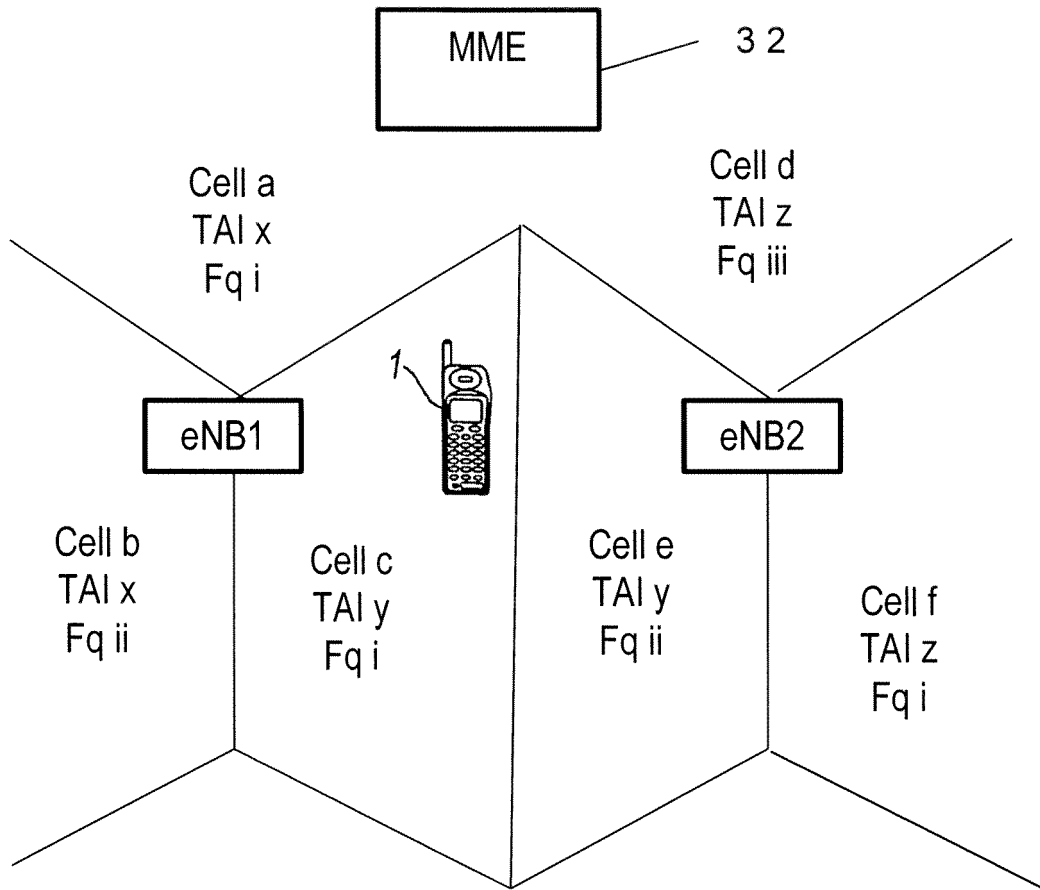 MME
3 2
Cell a
TAI x
Fq i
Cell d
TAI z
Fq iii
1
eNB1
eNB2
Cell b
TAI x
Fq ii
Cell c
TAI y
Fq i
Cell e
TAI y
Fq ii
Cell f
TAI z
Fq i